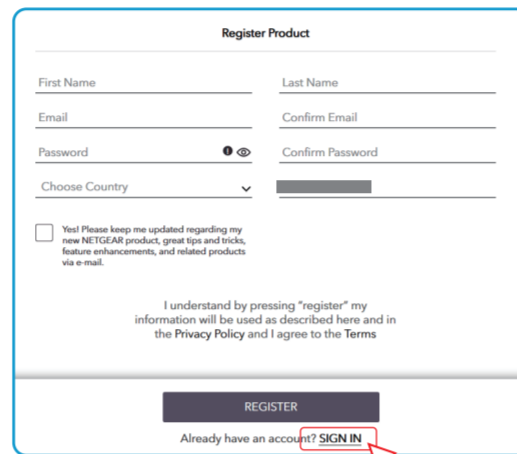 Register Product
First Name
Last Name
Email
Confirm Email
Password
Confirm Password
Choose Country
Yes! Please keep me updated regarding my
new NETGEAR product, great tips and tricks,
feature enhancements, and related products
via e-mail.
I understand by pressing "register" my
information will be used as described here and in
the Privacy Policy and I agree to the Terms
REGISTER
Already have an account? SIGN IN